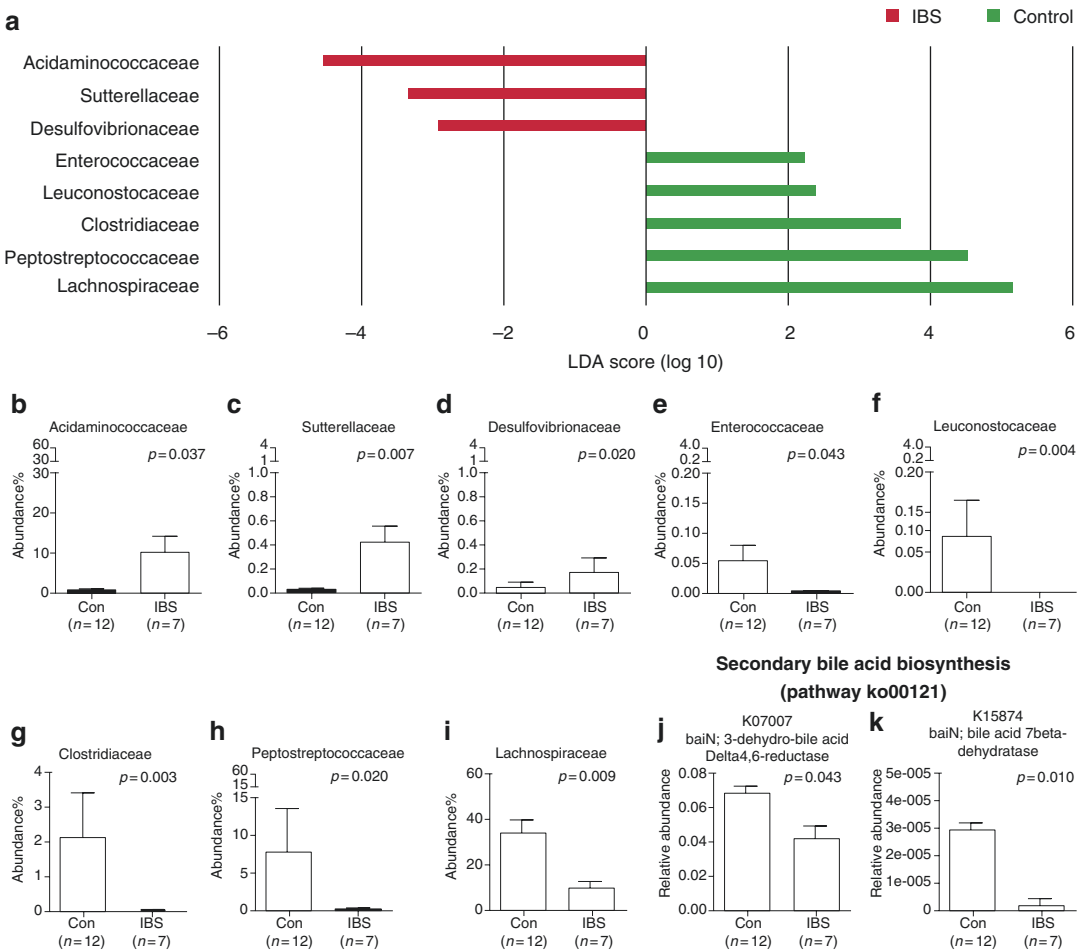 a
IBS
Control
Acidaminococcaceae
Sutterellaceae
Desulfovibrionaceae
Enterococcaceae
Leuconostocaceae
Clostridiaceae
Peptostreptococcaceae
Lachnospiraceae
–6 –4 –2 0 2 4 6
LDA score (log 10)
b
Acidaminococcaceae
p=0.037
Abundance%
60
30
30
20
10
0
Con
(n=12)
IBS
(n=7)
c
Sutterellaceae
p=0.007
Abundance%
4
1
1.0
0.8
0.6
0.4
0.2
0.0
Con
(n=12)
IBS
(n=7)
d
Desulfovibrionaceae
p=0.020
Abundance%
4
1
1.0
0.8
0.6
0.4
0.2
0.0
Con
(n=12)
IBS
(n=7)
e
Enterococcaceae
p=0.043
Abundance%
4.0
0.2
0.20
0.15
0.10
0.05
0.00
Con
(n=12)
IBS
(n=7)
f
Leuconostocaceae
p=0.004
Abundance%
4.0
0.2
0.20
0.15
0.10
0.05
0.00
Con
(n=12)
IBS
(n=7)
g
Clostridiaceae
p=0.003
Abundance%
4
3
2
1
0
Con
(n=12)
IBS
(n=7)
h
Peptostreptococcaceae
p=0.020
Abundance%
60
15
15
10
5
0
Con
(n=12)
IBS
(n=7)
i
Lachnospiraceae
p=0.009
Abundance%
60
40
20
0
Con
(n=12)
IBS
(n=7)
Secondary bile acid biosynthesis
(pathway ko00121)
j
K07007
baiN; 3-dehydro-bile acid
Delta4,6-reductase
p=0.043
Relative abundance
0.08
0.06
0.04
0.02
0.00
Con
(n=12)
IBS
(n=7)
k
K15874
baiN; bile acid 7beta-
dehydratase
p=0.010
Relative abundance
5e-005
4e-005
3e-005
2e-005
1e-005
0
Con
(n=12)
IBS
(n=7)